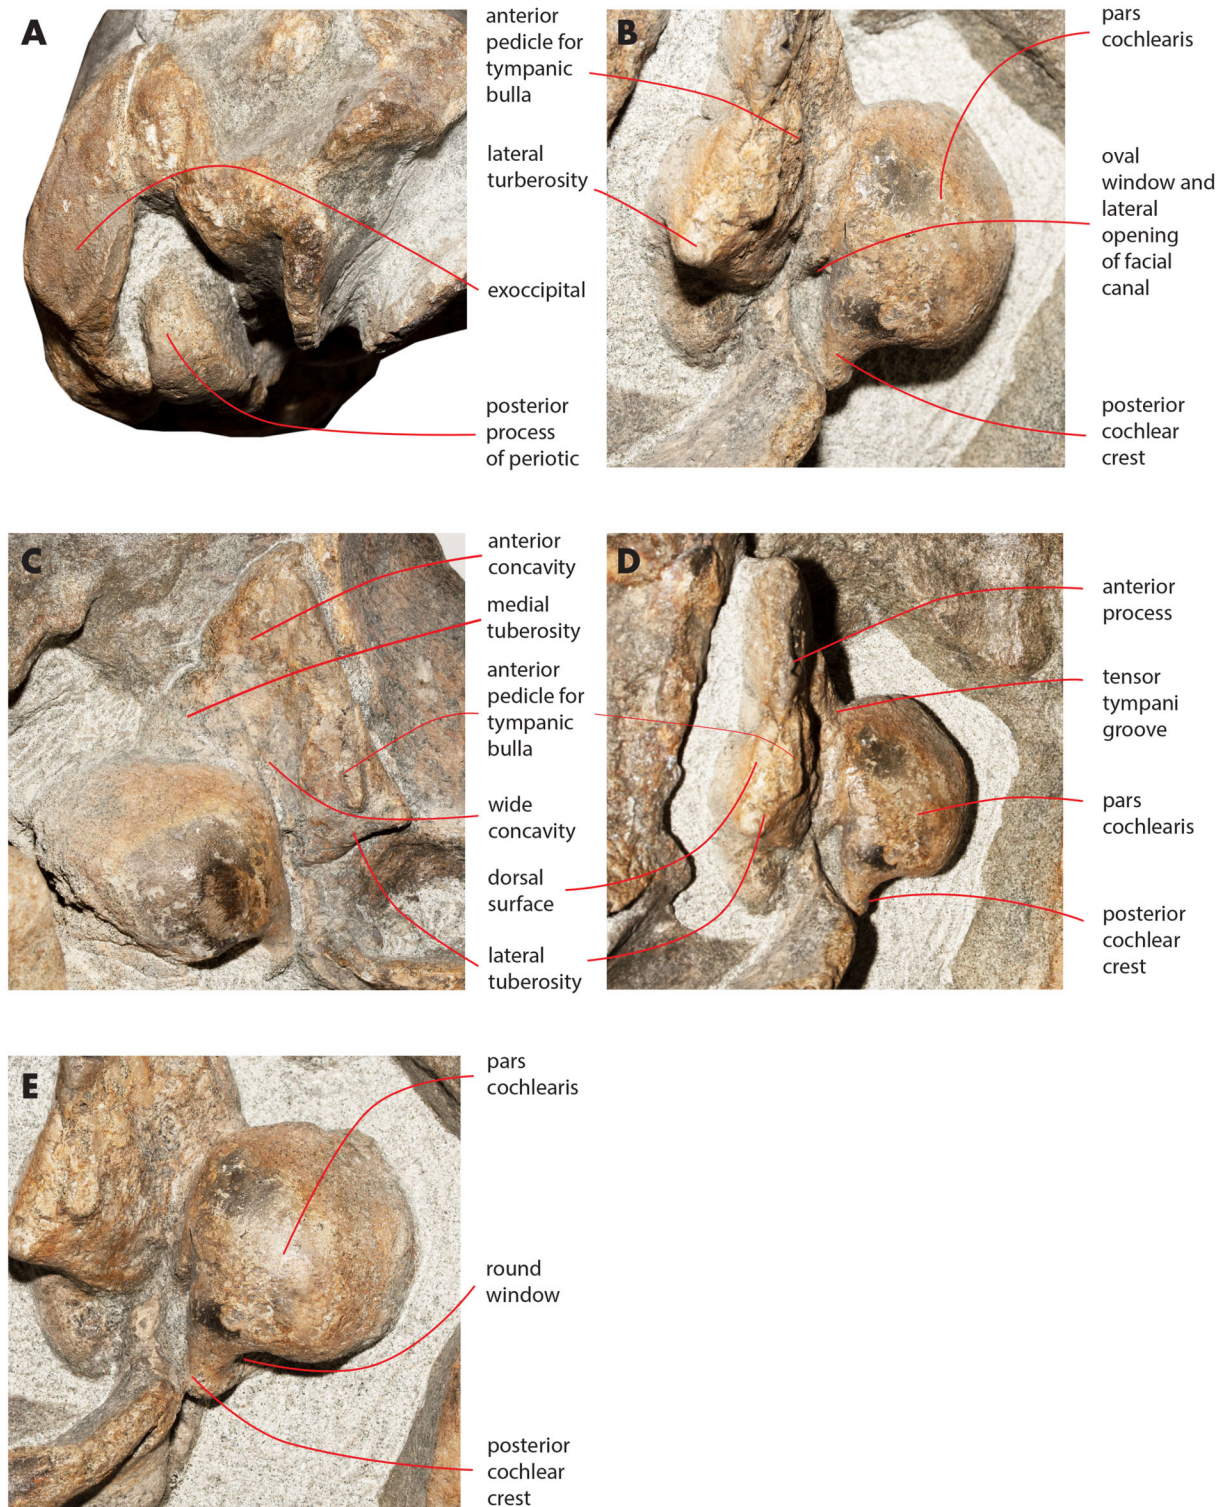 A
anterior
pedicle for
tympanic
bulla
lateral
turberosity
exoccipital
posterior
process
of periotic
B
pars
cochlearis
oval
window and
lateral
opening
of facial
canal
posterior
cochlear
crest
C
anterior
concavity
medial
tuberosity
anterior
pedicle for
tympanic
bulla
wide
concavity
dorsal
surface
lateral
tuberosity
D
anterior
process
tensor
tympani
groove
pars
cochlearis
posterior
cochlear
crest
E
pars
cochlearis
round
window
posterior
cochlear
crest